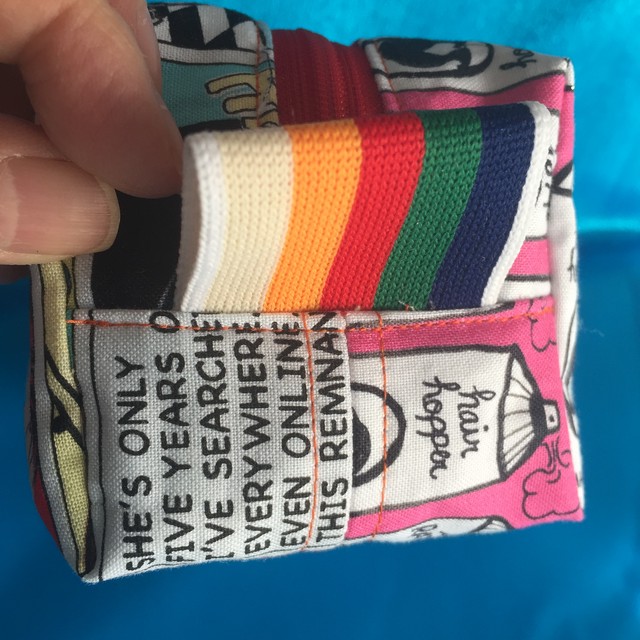 SHE'S ONLY
FIVE YEARS O
I'VE SEARCHE
EVERYWHERE.
EVEN ONLINE
THIS REMNAN
hair
hopper